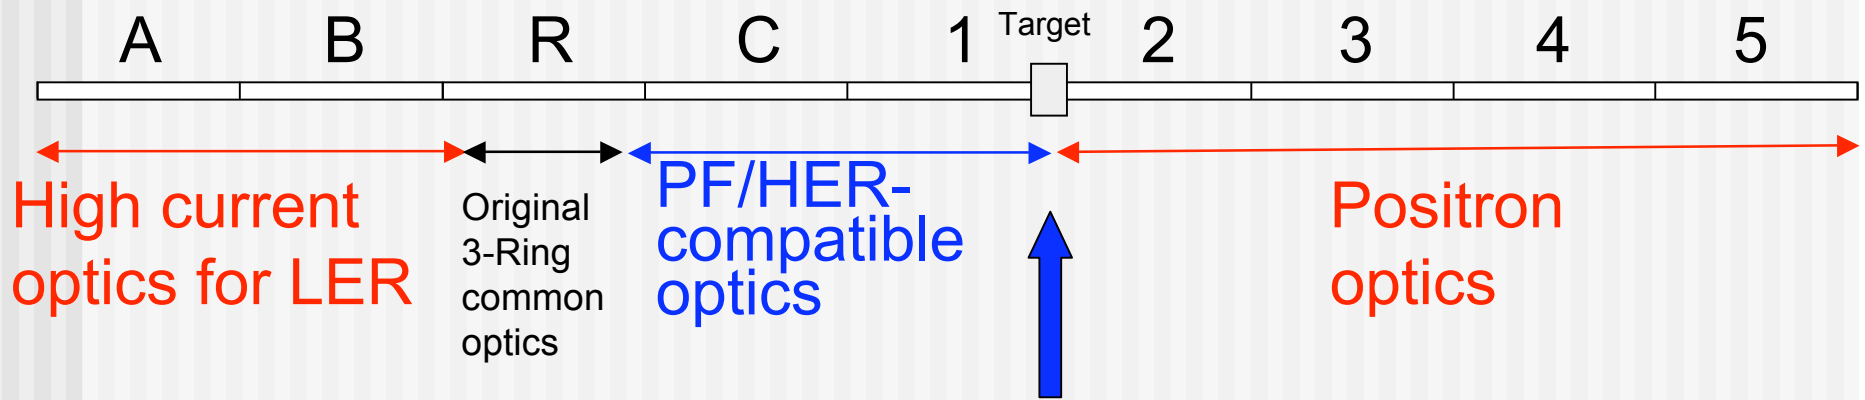 A B R C 1 Target 2 3 4 5
High current
optics for LER
Original
3-Ring
common
optics
PF/HER-
compatible
optics
Positron
optics